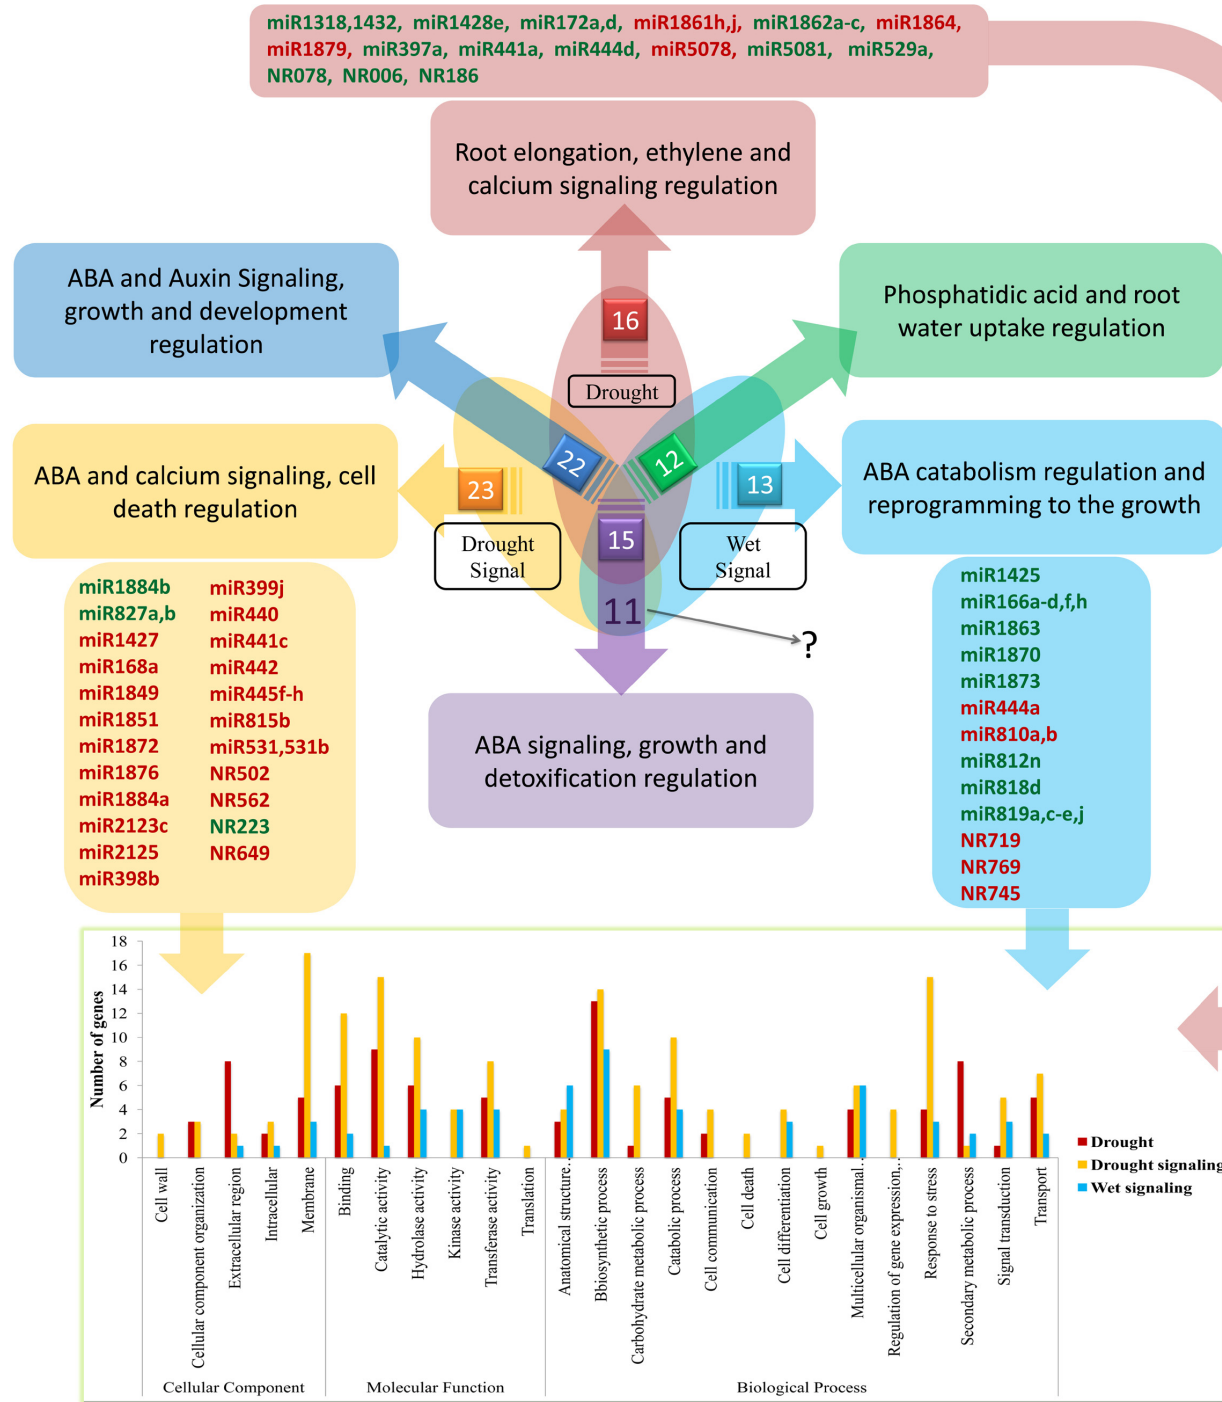 miR1318,1432, miR1428e, miR172a,d, miR1861h,j, miR1862a-c, miR1864,
miR1879, miR397a, miR441a, miR444d, miR5078, miR5081, miR529a,
NR078, NR006, NR186
Root elongation, ethylene and
calcium signaling regulation
ABA and Auxin Signaling,
growth and development
regulation
Phosphatidic acid and root
water uptake regulation
16
Drought
22
12
ABA and calcium signaling, cell
death regulation
23
13
ABA catabolism regulation and
reprogramming to the growth
Drought
Signal
15
Wet
Signal
11
?
ABA signaling, growth and
detoxification regulation
miR1884b
miR827a,b
miR1427
miR168a
miR1849
miR1851
miR1872
miR1876
miR1884a
miR2123c
miR2125
miR398b
miR399j
miR440
miR441c
miR442
miR445f-h
miR815b
miR531,531b
NR502
NR562
NR223
NR649
miR1425
miR166a-d,f,h
miR1863
miR1870
miR1873
miR444a
miR810a,b
miR812n
miR818d
miR819a,c-e,j
NR719
NR769
NR745
Number of genes
18
16
14
12
10
8
6
4
2
0
Cell wall
Cellular component organization
Extracellular region
Intracellular
Membrane
Binding
Catalytic activity
Hydrolase activity
Kinase activity
Transferase activity
Translation
Anatomical structure...
Bbiosynthetic process
Carbohydrate metabolic process
Catabolic process
Cell communication
Cell death
Cell differentiation
Cell growth
Multicellular organismal...
Regulation of gene expression,..
Response to stress
Secondary metabolic process
Signal transduction
Transport
Cellular Component
Molecular Function
Biological Process
Drought
Drought signaling
Wet signaling